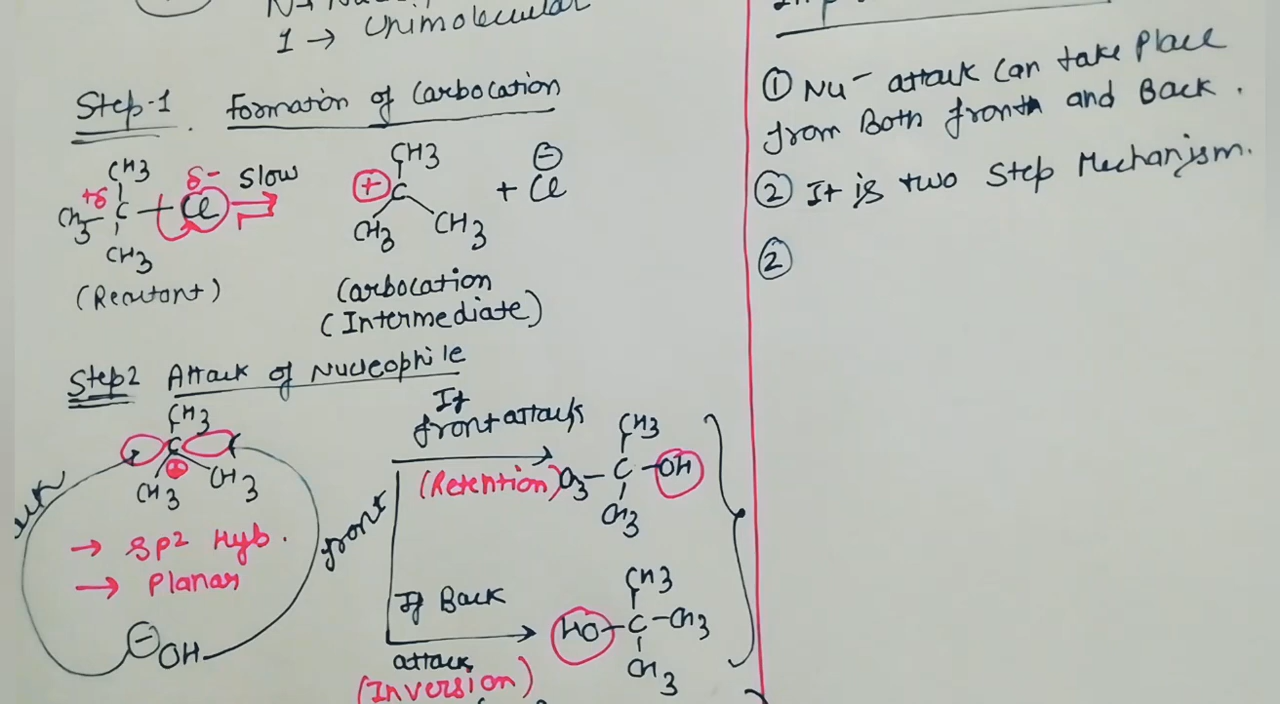 1 → Unimolecular
Step-1. Formation of Carbocation
CH3
+δ δ- Slow
CH3 - C - Cl
CH3
(Reactant)
CH3
+ C + Cl ⊖
CH3 CH3
Carbocation
(Intermediate)
Step2 Attack of Nucleophile
CH3
C
⊕
CH3 CH3
→ SP2 Hyb.
→ Planar
⊖OH
front
If
front attacks
(Retention)
CH3
C - OH
CH3
If Back
attack
(Inversion)
CH3
HO - C - CH3
CH3
① Nu- attack Can take Place
from Both front and Back.
② It is two Step Mechanism.
②